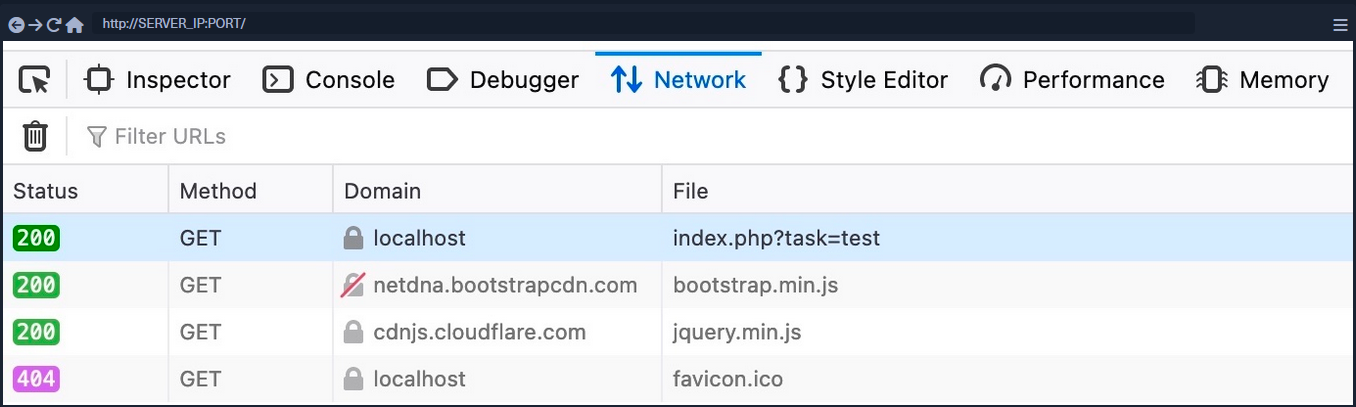 http://SERVER_IP:PORT/
Inspector Console Debugger Network Style Editor Performance Memory
Filter URLs
Status Method Domain File
200 GET localhost index.php?task=test
200 GET netdna.bootstrapcdn.com bootstrap.min.js
200 GET cdnjs.cloudflare.com jquery.min.js
404 GET localhost favicon.ico